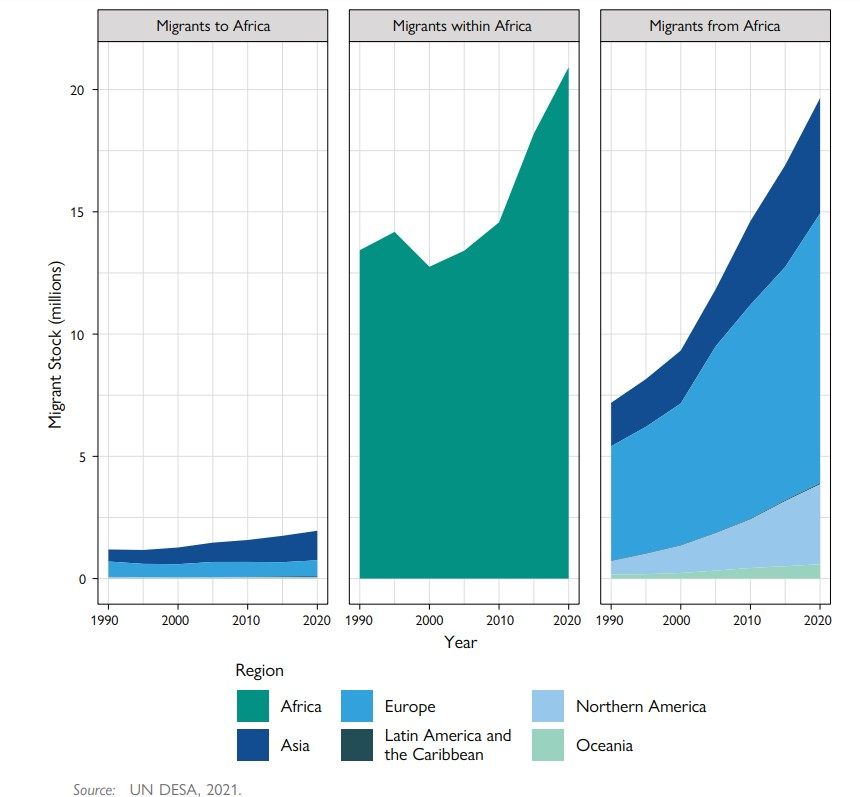 Migrants to Africa
Migrants within Africa
Migrants from Africa
Migrant Stock (millions)
20
15
10
5
0
1990 2000 2010 2020
1990 2000 2010 2020
1990 2000 2010 2020
Year
Region
Africa
Europe
Northern America
Asia
Latin America and
the Caribbean
Oceania
Source: UN DESA, 2021.